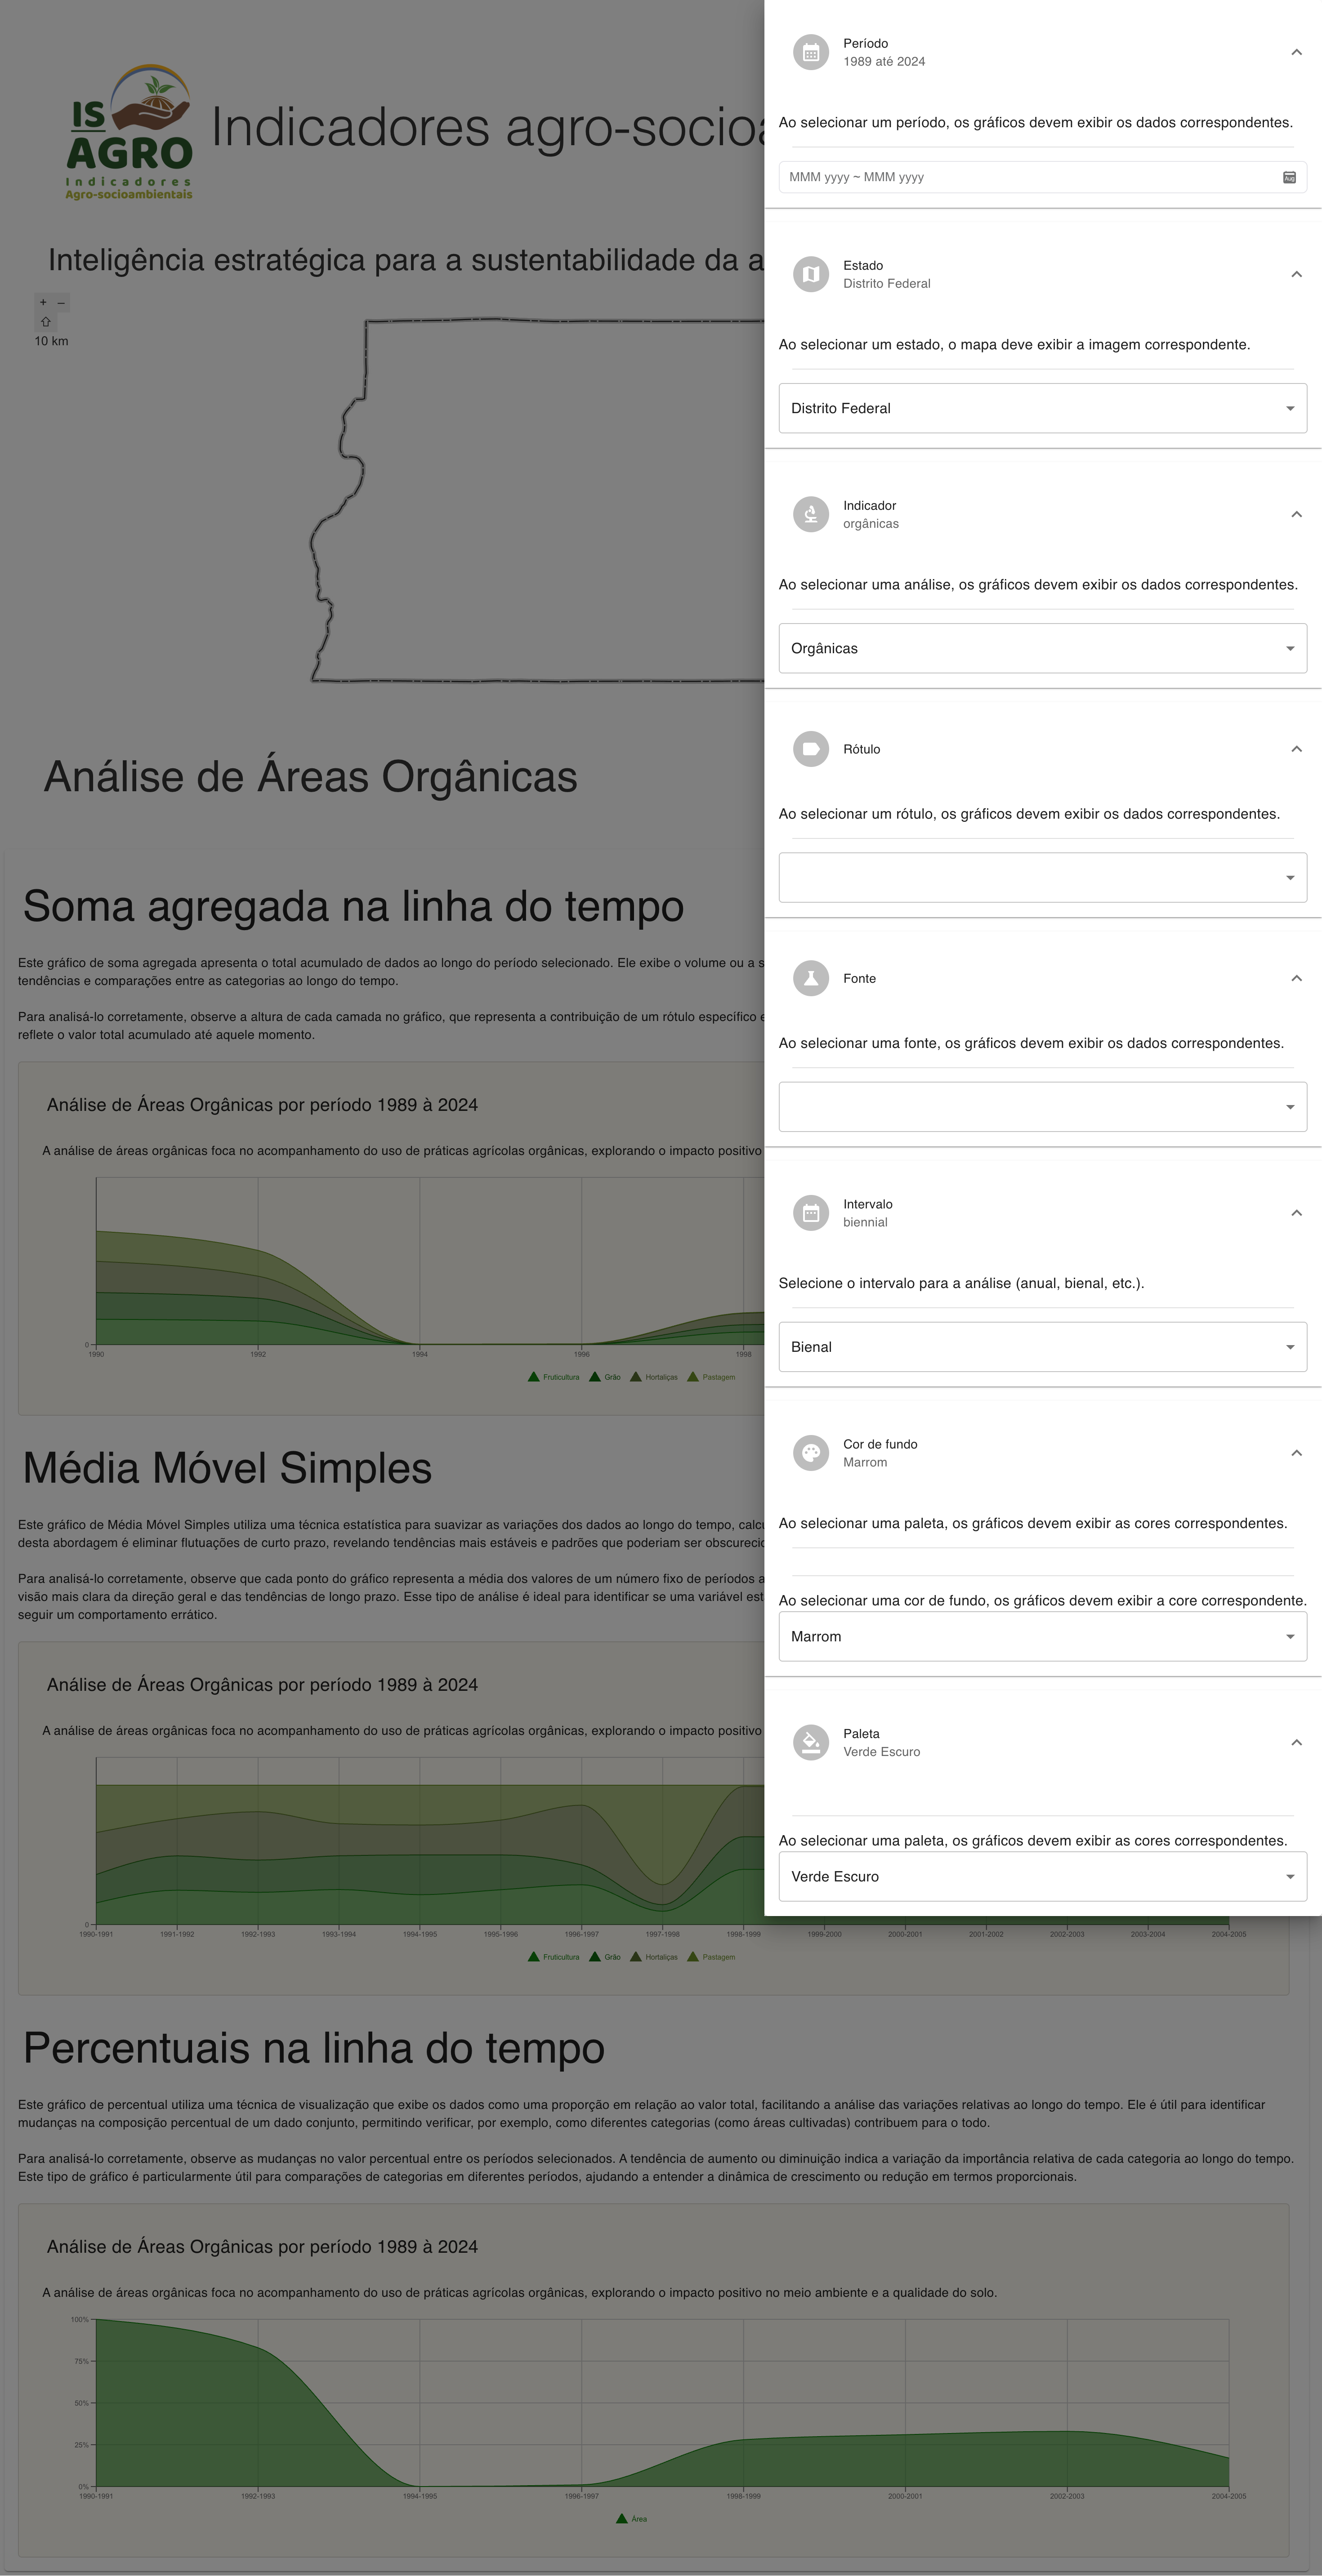 IS
AGRO
Indicadores
Agro-socioambientais
Indicadores agro-socioa
Inteligência estratégica para a sustentabilidade da a
+ –
10 km
Análise de Áreas Orgânicas
Soma agregada na linha do tempo
Este gráfico de soma agregada apresenta o total acumulado de dados ao longo do período selecionado. Ele exibe o volume ou a s
tendências e comparações entre as categorias ao longo do tempo.
Para analisá-lo corretamente, observe a altura de cada camada no gráfico, que representa a contribuição de um rótulo específico e
reflete o valor total acumulado até aquele momento.
Análise de Áreas Orgânicas por período 1989 à 2024
A análise de áreas orgânicas foca no acompanhamento do uso de práticas agrícolas orgânicas, explorando o impacto positivo
0
1990 1992 1994 1996 1998
Fruticultura Grão Hortaliças Pastagem
Média Móvel Simples
Este gráfico de Média Móvel Simples utiliza uma técnica estatística para suavizar as variações dos dados ao longo do tempo, calcu
desta abordagem é eliminar flutuações de curto prazo, revelando tendências mais estáveis e padrões que poderiam ser obscurecid
Para analisá-lo corretamente, observe que cada ponto do gráfico representa a média dos valores de um número fixo de períodos a
visão mais clara da direção geral e das tendências de longo prazo. Esse tipo de análise é ideal para identificar se uma variável est
seguir um comportamento errático.
Análise de Áreas Orgânicas por período 1989 à 2024
A análise de áreas orgânicas foca no acompanhamento do uso de práticas agrícolas orgânicas, explorando o impacto positivo
0
1990-1991 1991-1992 1992-1993 1993-1994 1994-1995 1995-1996 1996-1997 1997-1998 1998-1999 1999-2000 2000-2001 2001-2002 2002-2003 2003-2004 2004-2005
Fruticultura Grão Hortaliças Pastagem
Percentuais na linha do tempo
Este gráfico de percentual utiliza uma técnica de visualização que exibe os dados como uma proporção em relação ao valor total, facilitando a análise das variações relativas ao longo do tempo. Ele é útil para identificar
mudanças na composição percentual de um dado conjunto, permitindo verificar, por exemplo, como diferentes categorias (como áreas cultivadas) contribuem para o todo.
Para analisá-lo corretamente, observe as mudanças no valor percentual entre os períodos selecionados. A tendência de aumento ou diminuição indica a variação da importância relativa de cada categoria ao longo do tempo.
Este tipo de gráfico é particularmente útil para comparações de categorias em diferentes períodos, ajudando a entender a dinâmica de crescimento ou redução em termos proporcionais.
Análise de Áreas Orgânicas por período 1989 à 2024
A análise de áreas orgânicas foca no acompanhamento do uso de práticas agrícolas orgânicas, explorando o impacto positivo no meio ambiente e a qualidade do solo.
100%
75%
50%
25%
0%
1990-1991 1992-1993 1994-1995 1996-1997 1998-1999 2000-2001 2002-2003 2004-2005
Área
Período
1989 até 2024
Ao selecionar um período, os gráficos devem exibir os dados correspondentes.
MMM yyyy ~ MMM yyyy
Estado
Distrito Federal
Ao selecionar um estado, o mapa deve exibir a imagem correspondente.
Distrito Federal
Indicador
orgânicas
Ao selecionar uma análise, os gráficos devem exibir os dados correspondentes.
Orgânicas
Rótulo
Ao selecionar um rótulo, os gráficos devem exibir os dados correspondentes.
Fonte
Ao selecionar uma fonte, os gráficos devem exibir os dados correspondentes.
Intervalo
biennial
Selecione o intervalo para a análise (anual, bienal, etc.).
Bienal
Cor de fundo
Marrom
Ao selecionar uma paleta, os gráficos devem exibir as cores correspondentes.
Ao selecionar uma cor de fundo, os gráficos devem exibir a core correspondente.
Marrom
Paleta
Verde Escuro
Ao selecionar uma paleta, os gráficos devem exibir as cores correspondentes.
Verde Escuro